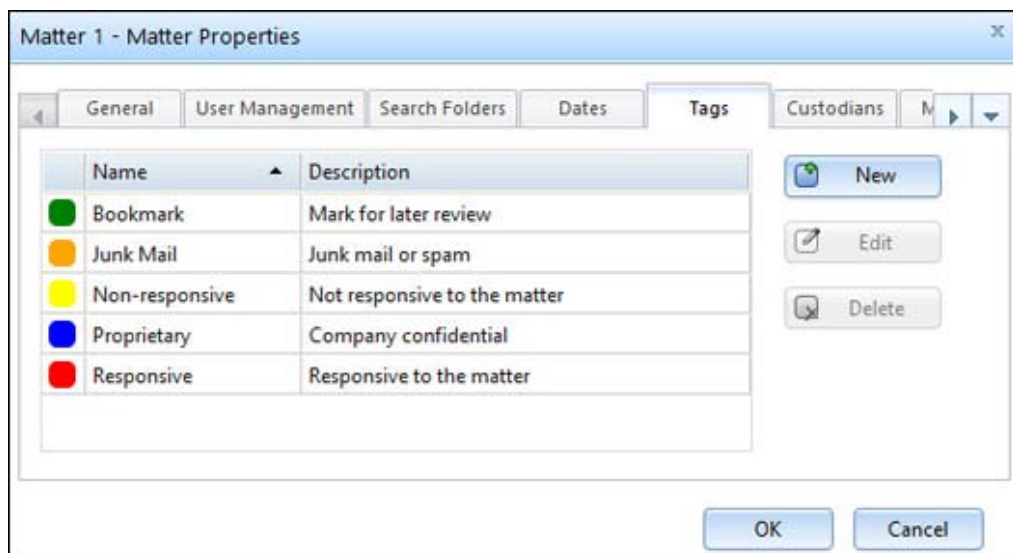 Matter 1 - Matter Properties
General User Management Search Folders Dates Tags Custodians
Name Description
Bookmark Mark for later review
Junk Mail Junk mail or spam
Non-responsive Not responsive to the matter
Proprietary Company confidential
Responsive Responsive to the matter
New
Edit
Delete
OK Cancel